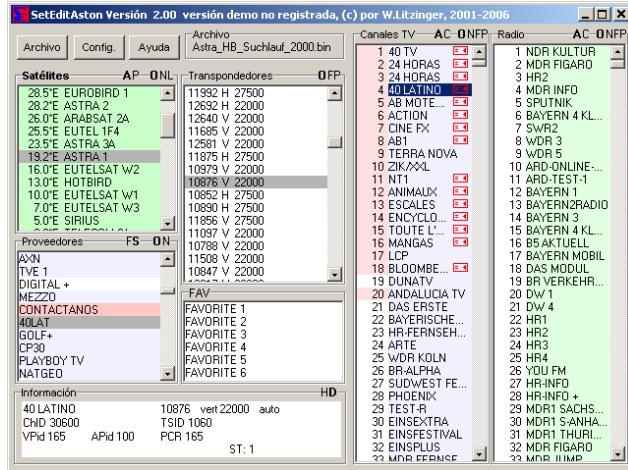 SetEditAston Versión 2.00 versión demo no registrada, (c) por W.Litzinger, 2001-2006
Archivo
Config.
Ayuda
Archivo
Astra_HB_Suchlauf_2000.bin
Satélites AP ONL
28.5°E EUROBIRD 1
28.2°E ASTRA 2
26.0°E ARABSAT 2A
25.5°E EUTEL 1F4
23.5°E ASTRA 3A
19.2°E ASTRA 1
16.0°E EUTELSAT W2
13.0°E HOTBIRD
10.0°E EUTELSAT W1
7.0°E EUTELSAT W3
5.0°E SIRIUS
Transpondedores OFP
11992 H 27500
12692 H 22000
12640 V 22000
11685 V 22000
12581 V 22000
11875 H 27500
10979 V 22000
10876 V 22000
10852 H 27500
10890 H 27500
11856 V 27500
11097 V 22000
10788 V 22000
11508 V 22000
10847 V 22000
Proveedores FS ON
AXN
TVE 1
DIGITAL +
MEZZO
CONTACTANOS
40LAT
GOLF+
CP30
PLAYBOY TV
NATGEO
FAV
FAVORITE 1
FAVORITE 2
FAVORITE 3
FAVORITE 4
FAVORITE 5
FAVORITE 6
Información HD
40 LATINO 10876 vert 22000 auto
ChID 30600 TSID 1060
VPid 165 APid 100 PCR 165
ST: 1
Canales TV AC ONFP
1 40 TV
2 24 HORAS
3 24 HORAS
4 40 LATINO
5 AB MOTE...
6 ACTION
7 CINE FX
8 AB1
9 TERRA NOVA
10 ZIK/XXL
11 NT1
12 ANIMAUX
13 ESCALES
14 ENCYCLO...
15 TOUTE L'...
16 MANGAS
17 LCP
18 BLOOMBE...
19 DUNATV
20 ANDALUCIA TV
21 DAS ERSTE
22 BAYERISCHE...
23 HR-FERNSEH...
24 ARTE
25 WDR KOLN
26 BR-ALPHA
27 SUDWEST FE...
28 PHOENIX
29 TEST-R
30 EINSEXTRA
31 EINSFESTIVAL
32 EINSPLUS
33 MDR FERNSE...
Radio AC ONFP
1 NDR KULTUR
2 MDR FIGARO
3 HR2
4 MDR INFO
5 SPUTNIK
6 BAYERN 4 KL...
7 SWR2
8 WDR 3
9 WDR 5
10 ARD-ONLINE-...
11 ARD-TEST-1
12 BAYERN 1
13 BAYERN2RADIO
14 BAYERN 3
15 BAYERN 4 KL...
16 B5 AKTUELL
17 BAYERN MOBIL
18 DAS MODUL
19 BR VERKEHR...
20 DW 1
21 DW 4
22 HR1
23 HR2
24 HR3
25 HR4
26 YOU FM
27 HR-INFO
28 HR-INFO +
29 MDR1 SACHS...
30 MDR1 S-ANHA...
31 MDR1 THURI...
32 MDR FIGARO
33 MDR JUMP